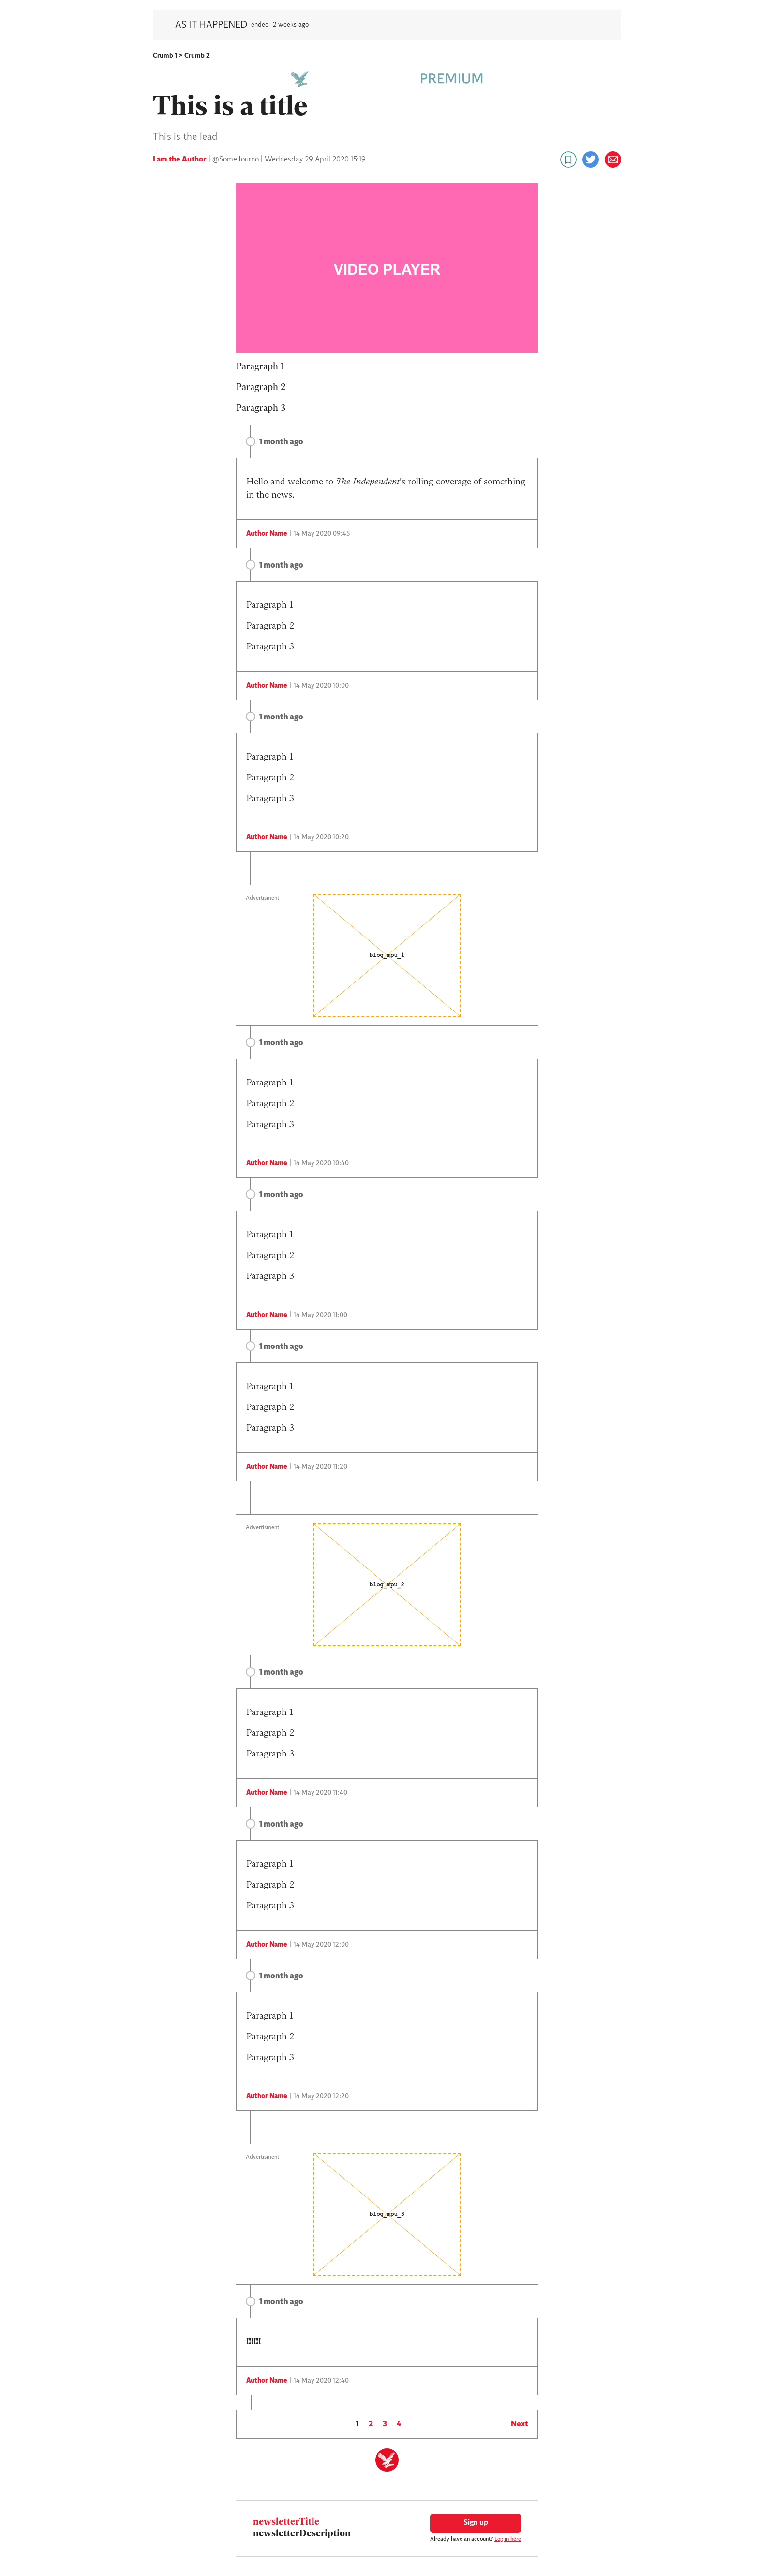 AS IT HAPPENED ended 2 weeks ago
Crumb 1 > Crumb 2
PREMIUM
This is a title
This is the lead
I am the Author | @SomeJourno | Wednesday 29 April 2020 15:19
VIDEO PLAYER
Paragraph 1
Paragraph 2
Paragraph 3
1 month ago
Hello and welcome to The Independent's rolling coverage of something
in the news.
Author Name | 14 May 2020 09:45
1 month ago
Paragraph 1
Paragraph 2
Paragraph 3
Author Name | 14 May 2020 10:00
1 month ago
Paragraph 1
Paragraph 2
Paragraph 3
Author Name | 14 May 2020 10:20
Advertisment
blog_mpu_1
1 month ago
Paragraph 1
Paragraph 2
Paragraph 3
Author Name | 14 May 2020 10:40
1 month ago
Paragraph 1
Paragraph 2
Paragraph 3
Author Name | 14 May 2020 11:00
1 month ago
Paragraph 1
Paragraph 2
Paragraph 3
Author Name | 14 May 2020 11:20
Advertisment
blog_mpu_2
1 month ago
Paragraph 1
Paragraph 2
Paragraph 3
Author Name | 14 May 2020 11:40
1 month ago
Paragraph 1
Paragraph 2
Paragraph 3
Author Name | 14 May 2020 12:00
1 month ago
Paragraph 1
Paragraph 2
Paragraph 3
Author Name | 14 May 2020 12:20
Advertisment
blog_mpu_3
1 month ago
!!!!!!
Author Name | 14 May 2020 12:40
1 2 3 4 Next
newsletterTitle
newsletterDescription
Sign up
Already have an account? Log in here